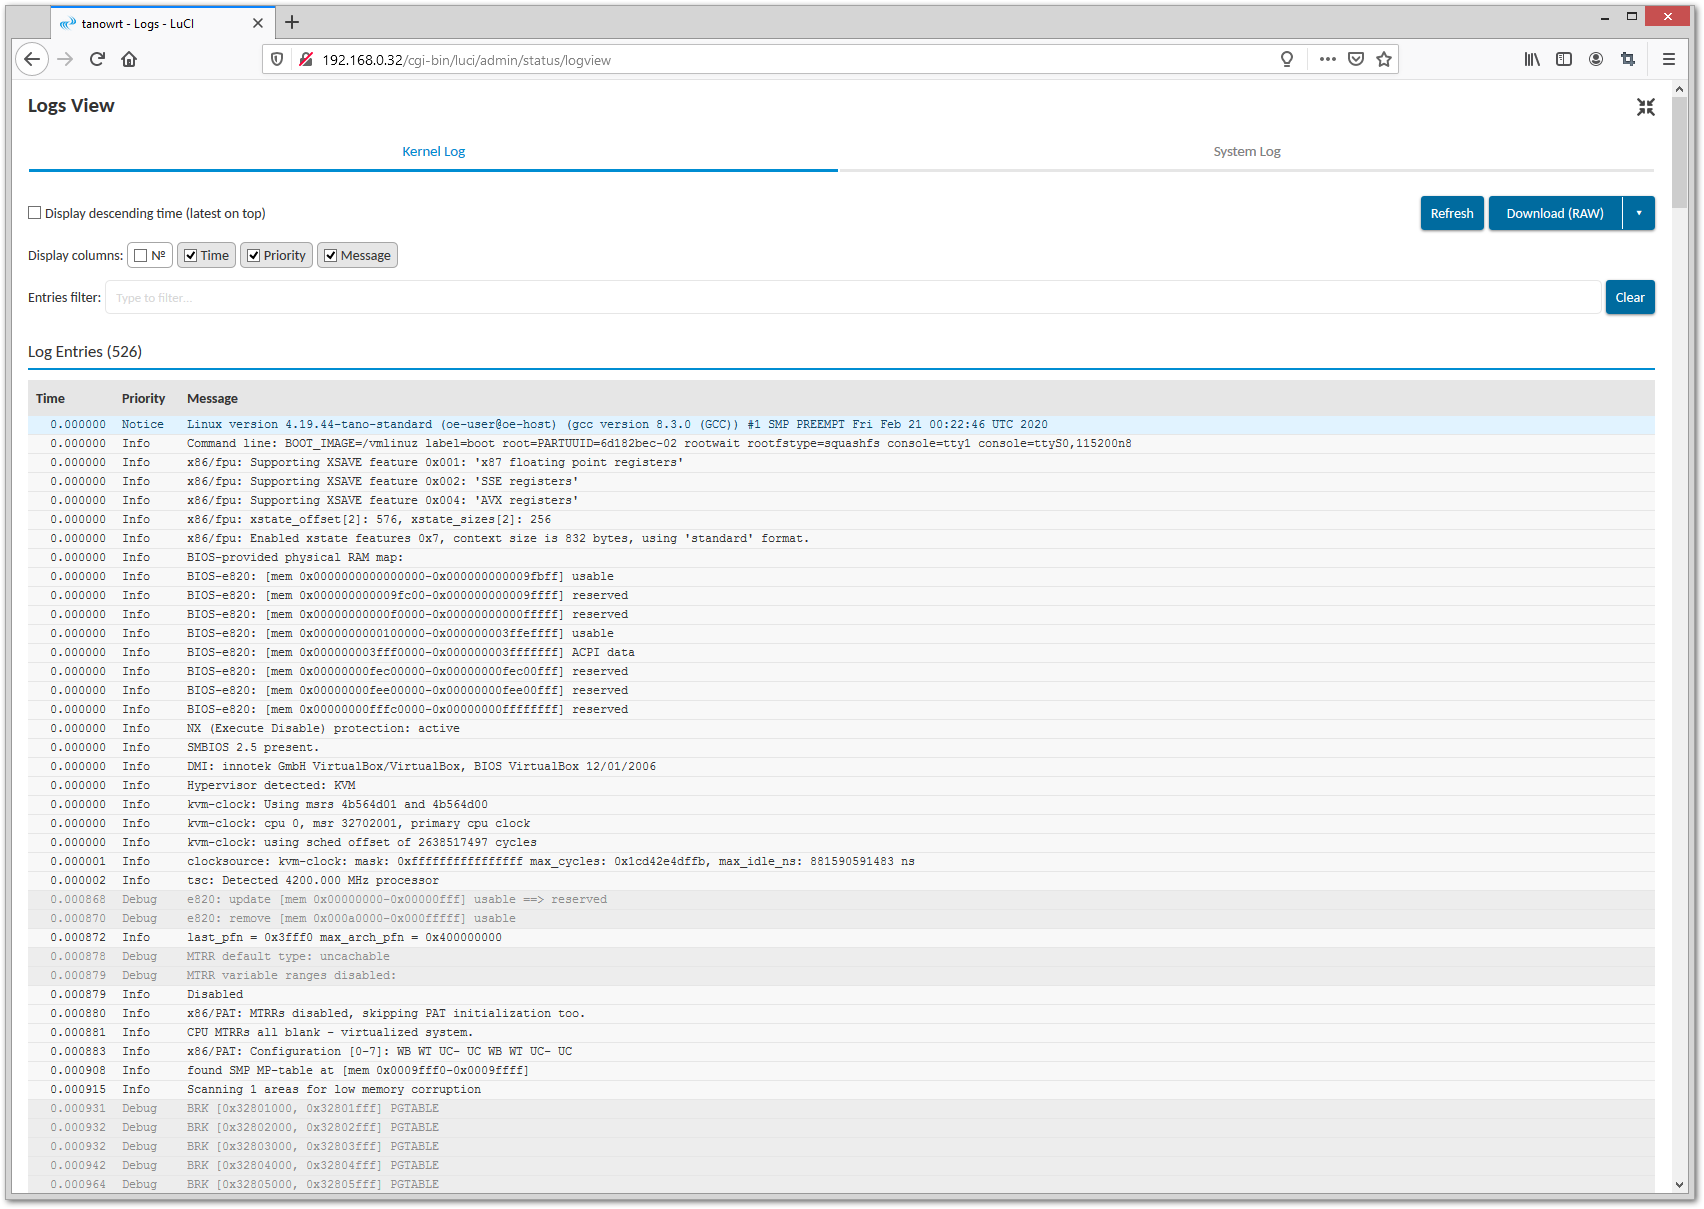 tanowrt - Logs - LuCI
192.168.0.32/cgi-bin/luci/admin/status/logview
Logs View
Kernel Log
System Log
Display descending time (latest on top)
Refresh
Download (RAW)
Display columns: Nº Time Priority Message
Entries filter: Type to filter...
Clear
Log Entries (526)
Time Priority Message
0.000000 Notice Linux version 4.19.44-tano-standard (oe-user@oe-host) (gcc version 8.3.0 (GCC)) #1 SMP PREEMPT Fri Feb 21 00:22:46 UTC 2020
0.000000 Info Command line: BOOT_IMAGE=/vmlinuz label=boot root=PARTUUID=6d182bec-02 rootwait rootfstype=squashfs console=tty1 console=ttyS0,115200n8
0.000000 Info x86/fpu: Supporting XSAVE feature 0x001: 'x87 floating point registers'
0.000000 Info x86/fpu: Supporting XSAVE feature 0x002: 'SSE registers'
0.000000 Info x86/fpu: Supporting XSAVE feature 0x004: 'AVX registers'
0.000000 Info x86/fpu: xstate_offset[2]: 576, xstate_sizes[2]: 256
0.000000 Info x86/fpu: Enabled xstate features 0x7, context size is 832 bytes, using 'standard' format.
0.000000 Info BIOS-provided physical RAM map:
0.000000 Info BIOS-e820: [mem 0x0000000000000000-0x000000000009fbff] usable
0.000000 Info BIOS-e820: [mem 0x000000000009fc00-0x000000000009ffff] reserved
0.000000 Info BIOS-e820: [mem 0x00000000000f0000-0x00000000000fffff] reserved
0.000000 Info BIOS-e820: [mem 0x0000000000100000-0x000000003ffeffff] usable
0.000000 Info BIOS-e820: [mem 0x000000003fff0000-0x000000003fffffff] ACPI data
0.000000 Info BIOS-e820: [mem 0x00000000fec00000-0x00000000fec00fff] reserved
0.000000 Info BIOS-e820: [mem 0x00000000fee00000-0x00000000fee00fff] reserved
0.000000 Info BIOS-e820: [mem 0x00000000fffc0000-0x00000000ffffffff] reserved
0.000000 Info NX (Execute Disable) protection: active
0.000000 Info SMBIOS 2.5 present.
0.000000 Info DMI: innotek GmbH VirtualBox/VirtualBox, BIOS VirtualBox 12/01/2006
0.000000 Info Hypervisor detected: KVM
0.000000 Info kvm-clock: Using msrs 4b564d01 and 4b564d00
0.000000 Info kvm-clock: cpu 0, msr 32702001, primary cpu clock
0.000000 Info kvm-clock: using sched offset of 2638517497 cycles
0.000001 Info clocksource: kvm-clock: mask: 0xffffffffffffffff max_cycles: 0x1cd42e4dffb, max_idle_ns: 881590591483 ns
0.000002 Info tsc: Detected 4200.000 MHz processor
0.000868 Debug e820: update [mem 0x00000000-0x00000fff] usable ==> reserved
0.000870 Debug e820: remove [mem 0x000a0000-0x000fffff] usable
0.000872 Info last_pfn = 0x3fff0 max_arch_pfn = 0x400000000
0.000878 Debug MTRR default type: uncachable
0.000879 Debug MTRR variable ranges disabled:
0.000879 Info Disabled
0.000880 Info x86/PAT: MTRRs disabled, skipping PAT initialization too.
0.000881 Info CPU MTRRs all blank - virtualized system.
0.000883 Info x86/PAT: Configuration [0-7]: WB WT UC- UC WB WT UC- UC
0.000908 Info found SMP MP-table at [mem 0x0009fff0-0x0009ffff]
0.000915 Info Scanning 1 areas for low memory corruption
0.000931 Debug BRK [0x32801000, 0x32801fff] PGTABLE
0.000932 Debug BRK [0x32802000, 0x32802fff] PGTABLE
0.000932 Debug BRK [0x32803000, 0x32803fff] PGTABLE
0.000942 Debug BRK [0x32804000, 0x32804fff] PGTABLE
0.000964 Debug BRK [0x32805000, 0x32805fff] PGTABLE